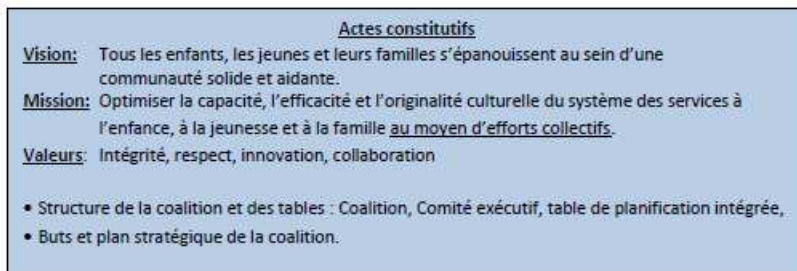 Actes constitutifs
Vision: Tous les enfants, les jeunes et leurs familles s'épanouissent au sein d'une
communauté solide et aidante.
Mission: Optimiser la capacité, l'efficacité et l'originalité culturelle du système des services à
l'enfance, à la jeunesse et à la famille au moyen d'efforts collectifs.
Valeurs: Intégrité, respect, innovation, collaboration
• Structure de la coalition et des tables : Coalition, Comité exécutif, table de planification intégrée,
• Buts et plan stratégique de la coalition.